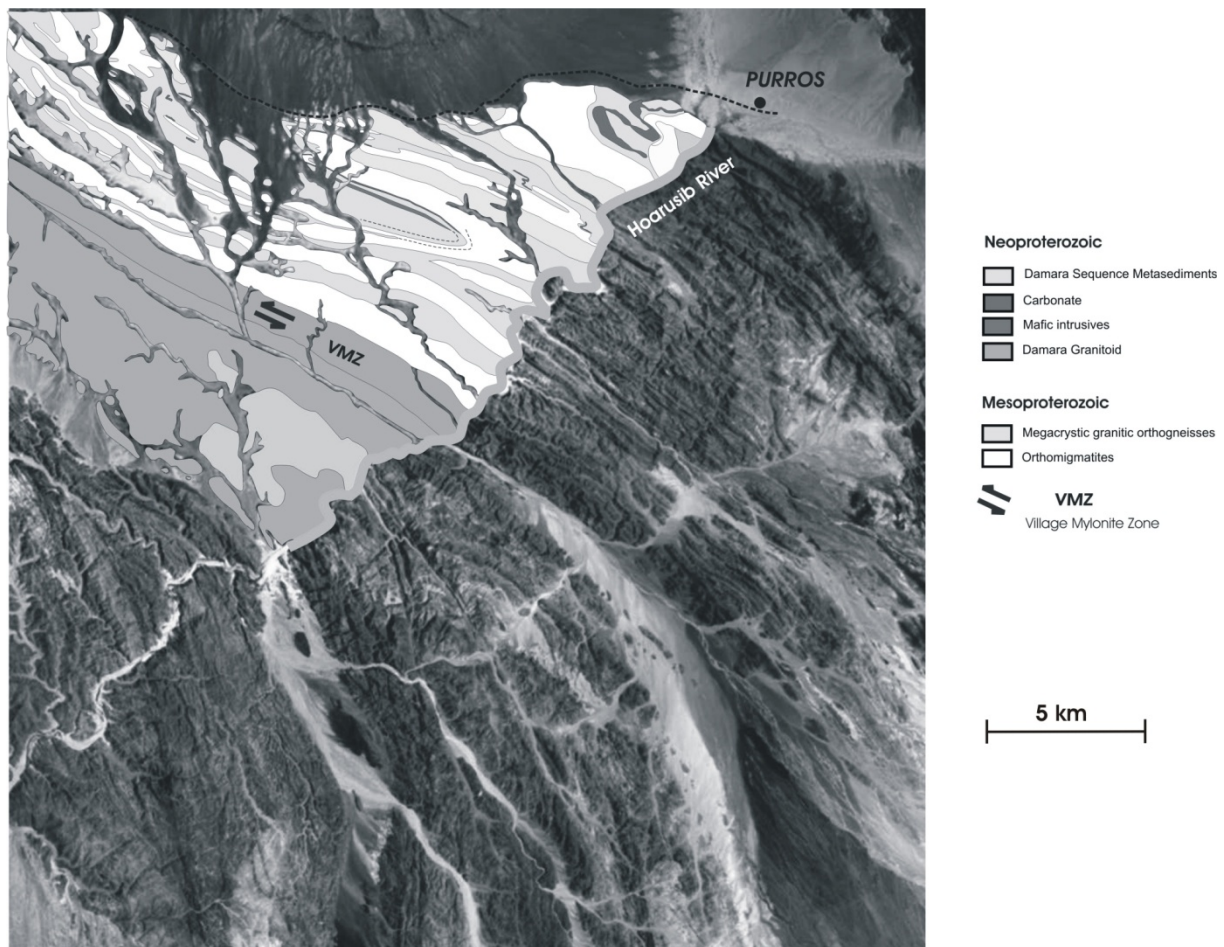 PURROS
Hoarusib River
VMZ
Neoproterozoic
Damara Sequence Metasediments
Carbonate
Mafic intrusives
Damara Granitoid
Mesoproterozoic
Megacrystic granitic orthogneisses
Orthomigmatites
VMZ
Village Mylonite Zone
5 km